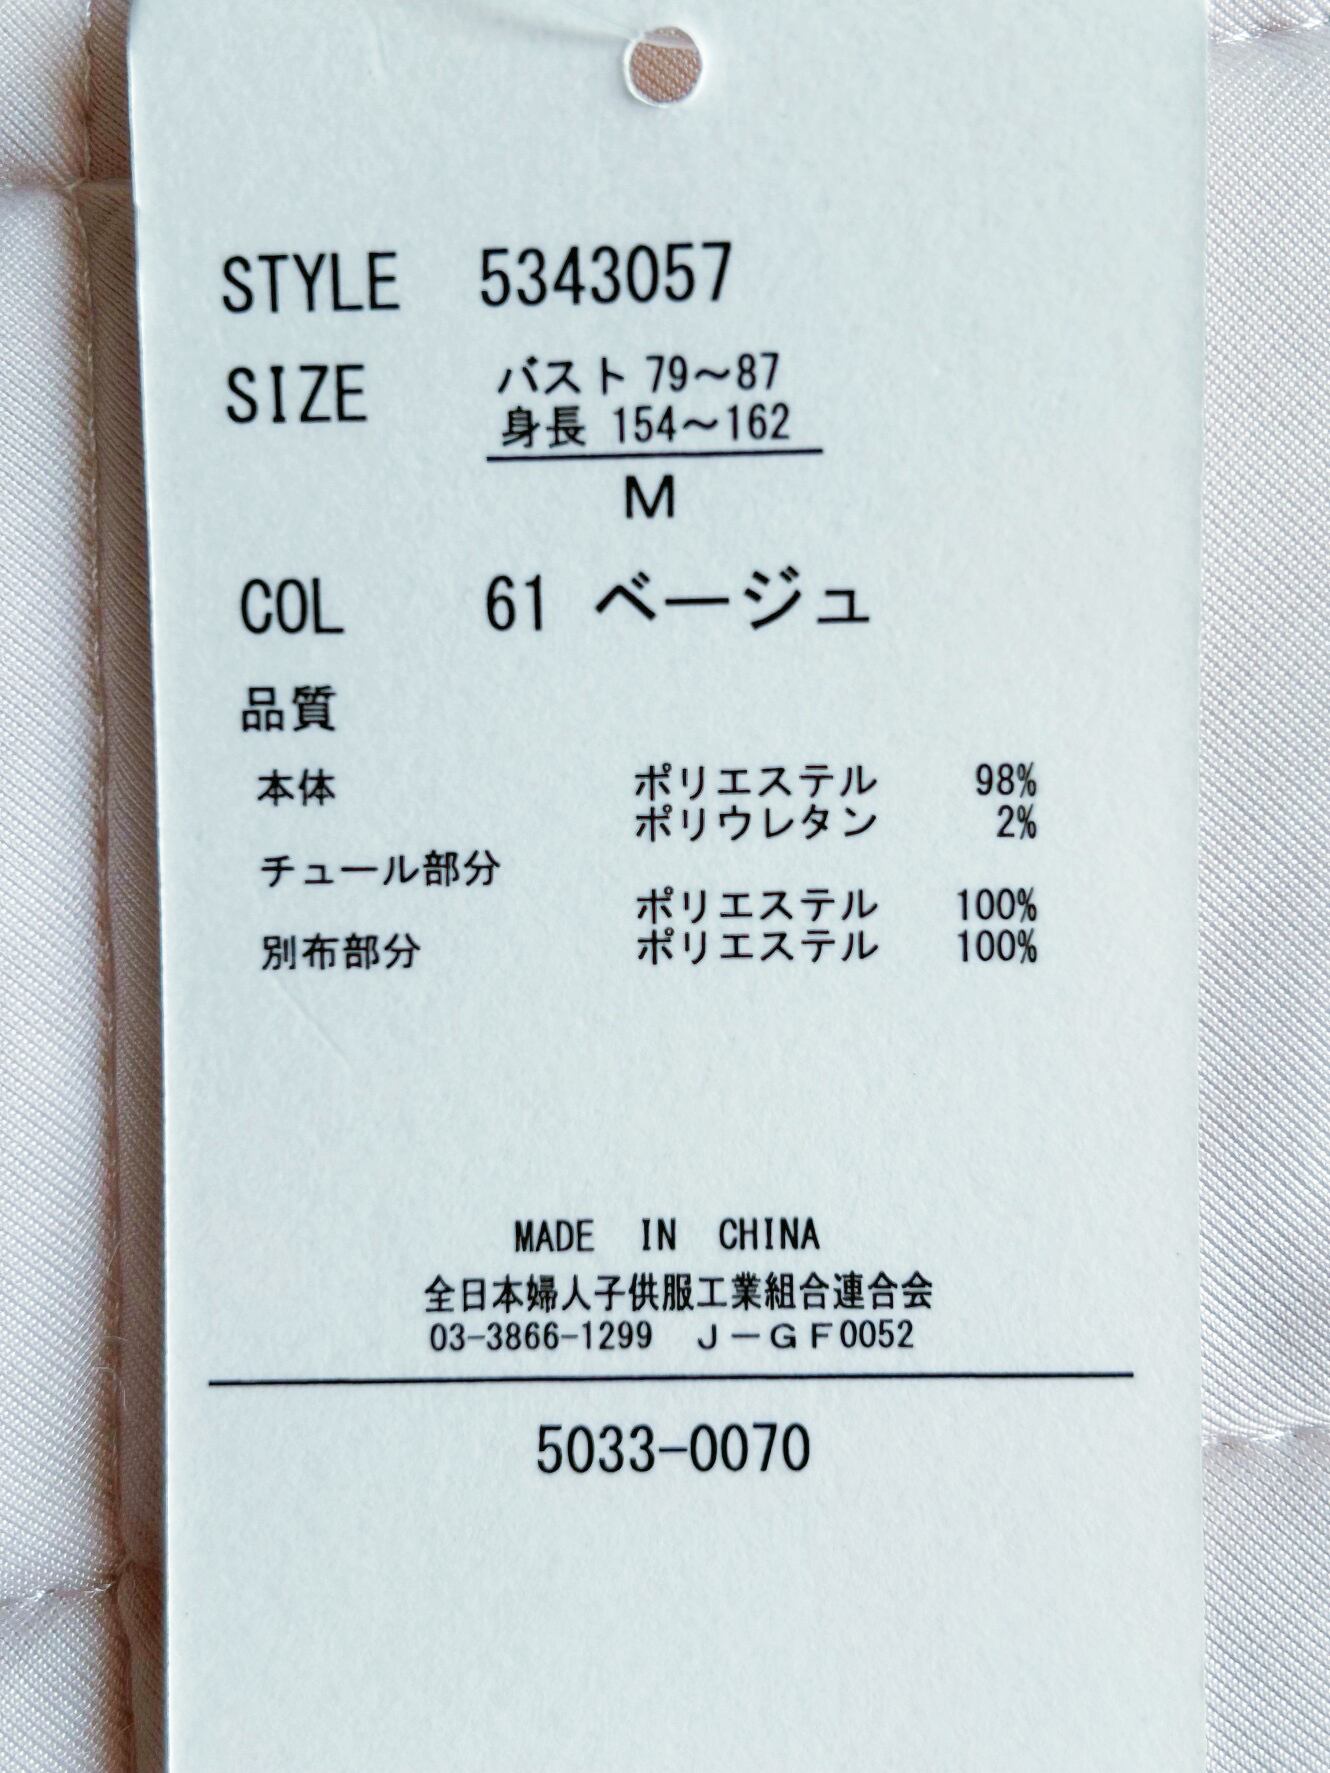 STYLE 5343057
SIZE バスト 79～87
身長 154～162
M
COL 61 ベージュ
品質
本体 ポリエステル 98%
ポリウレタン 2%
チュール部分
ポリエステル 100%
別布部分 ポリエステル 100%
MADE IN CHINA
全日本婦人子供服工業組合連合会
03-3866-1299 J－GF0052
5033-0070